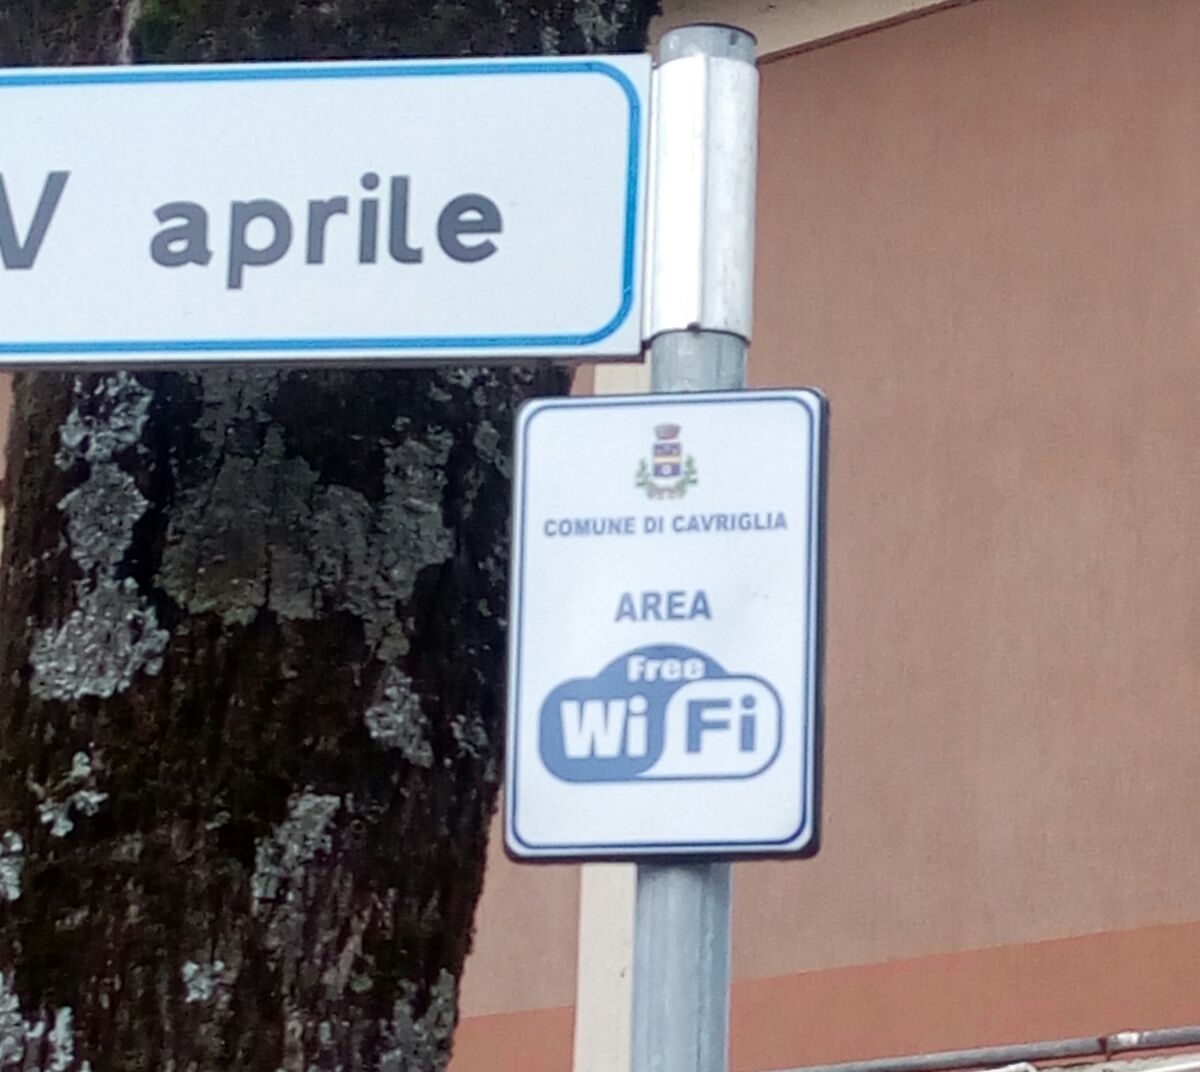 V aprile
COMUNE DI CAVRIGLIA
AREA
Free
Wi Fi